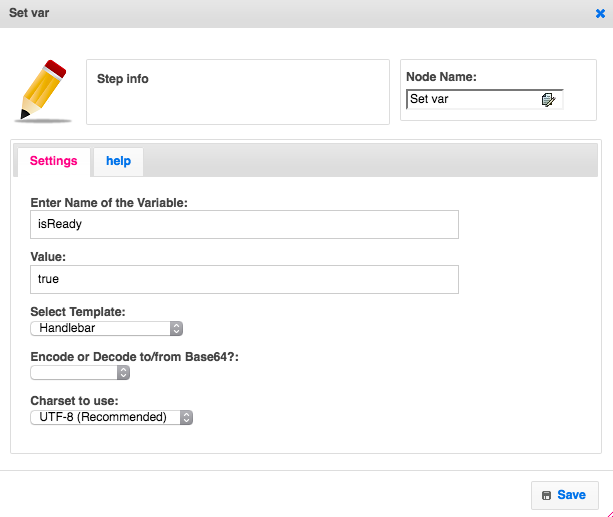 Set var
Step info
Node Name:
Set var
Settings
help
Enter Name of the Variable:
isReady
Value:
true
Select Template:
Handlebar
Encode or Decode to/from Base64?:
Charset to use:
UTF-8 (Recommended)
Save